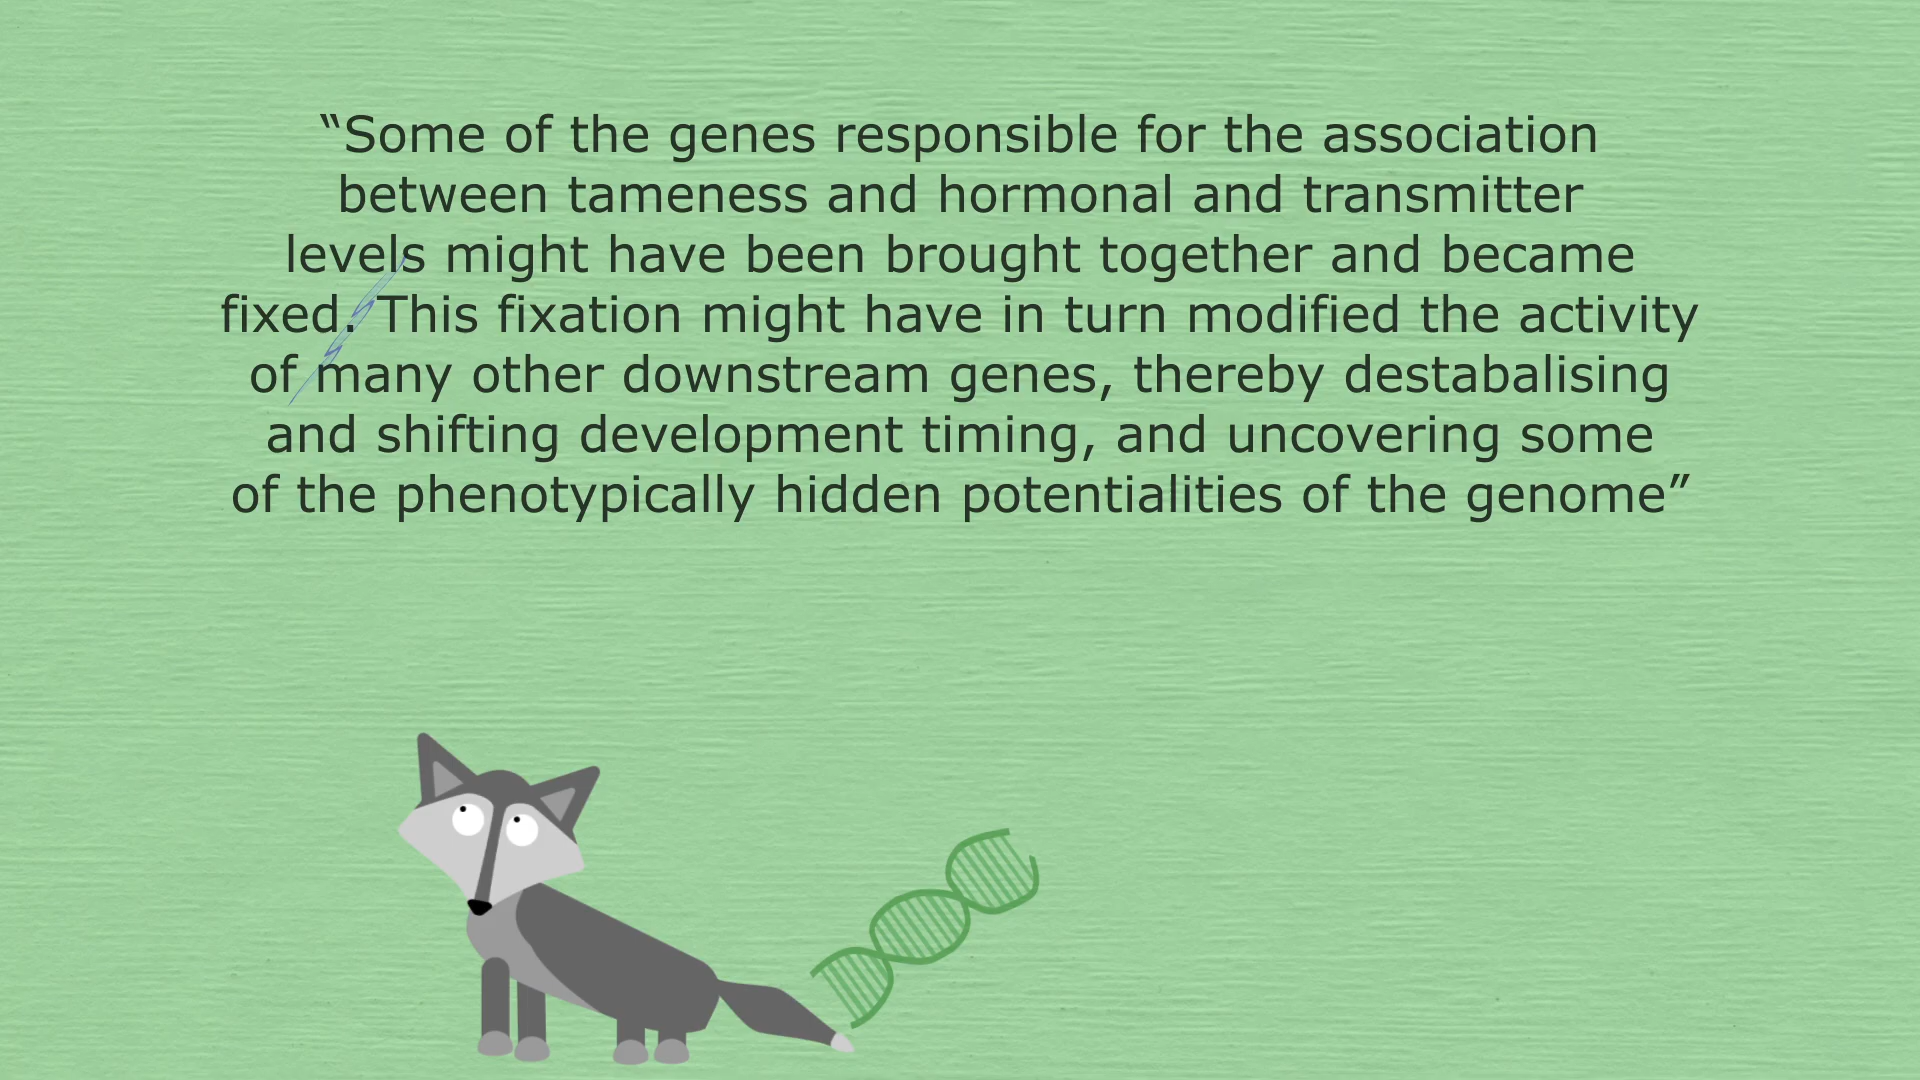 “Some of the genes responsible for the association
between tameness and hormonal and transmitter
levels might have been brought together and became
fixed. This fixation might have in turn modified the activity
of many other downstream genes, thereby destabalising
and shifting development timing, and uncovering some
of the phenotypically hidden potentialities of the genome”